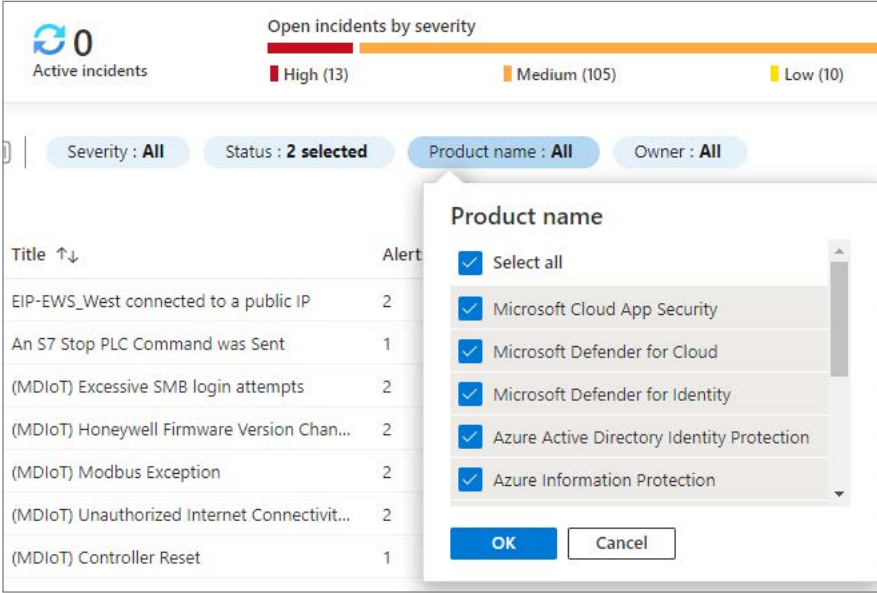 0
Active incidents
Open incidents by severity
High (13)
Medium (105)
Low (10)
Severity : All
Status : 2 selected
Product name : All
Owner : All
Title ↑↓
Alert
EIP-EWS_West connected to a public IP 2
An S7 Stop PLC Command was Sent 1
(MDIoT) Excessive SMB login attempts 2
(MDIoT) Honeywell Firmware Version Chan... 2
(MDIoT) Modbus Exception 2
(MDIoT) Unauthorized Internet Connectivit... 2
(MDIoT) Controller Reset 1
Product name
Select all
Microsoft Cloud App Security
Microsoft Defender for Cloud
Microsoft Defender for Identity
Azure Active Directory Identity Protection
Azure Information Protection
OK
Cancel